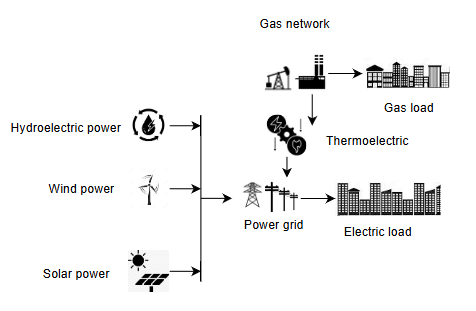 Gas network
Gas load
Hydroelectric power
Thermoelectric
Wind power
Power grid
Electric load
Solar power